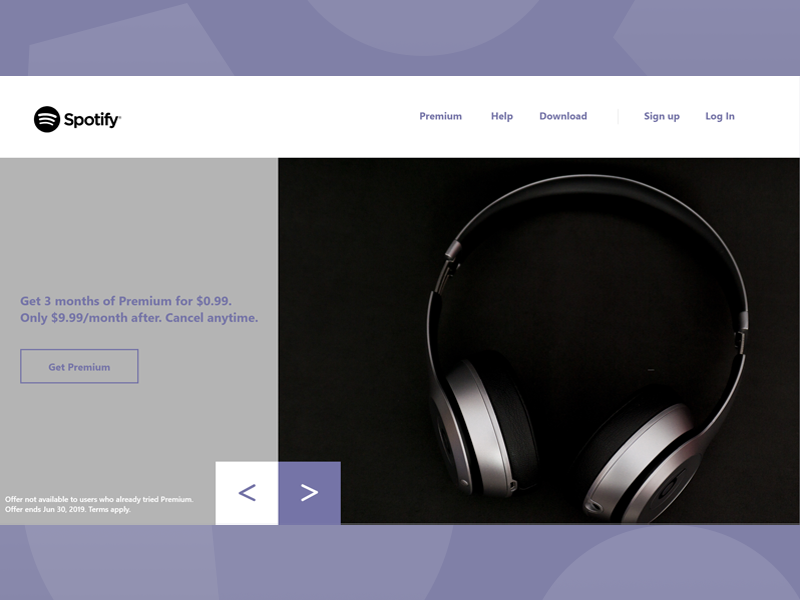 Spotify®
Premium Help Download Sign up Log In
Get 3 months of Premium for $0.99.
Only $9.99/month after. Cancel anytime.
Get Premium
< >
Offer not available to users who already tried Premium.
Offer ends Jun 30, 2019. Terms apply.